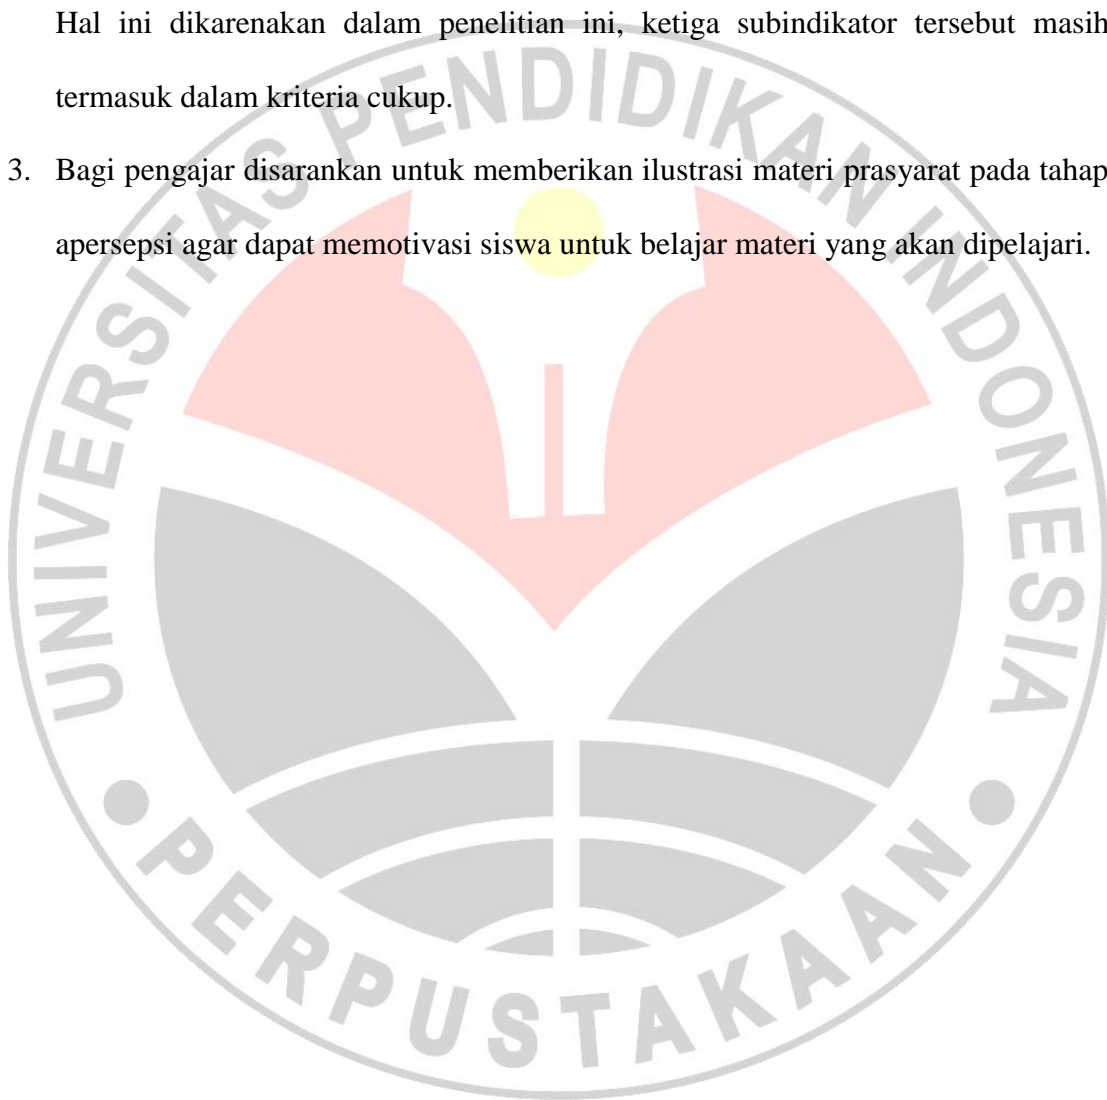 Hal ini dikarenakan dalam penelitian ini, ketiga subindikator tersebut masih
termasuk dalam kriteria cukup.
3. Bagi pengajar disarankan untuk memberikan ilustrasi materi prasyarat pada tahap
apersepsi agar dapat memotivasi siswa untuk belajar materi yang akan dipelajari.
UNIVERSITAS PENDIDIKAN INDONESIA
PERPUSTAKAAN